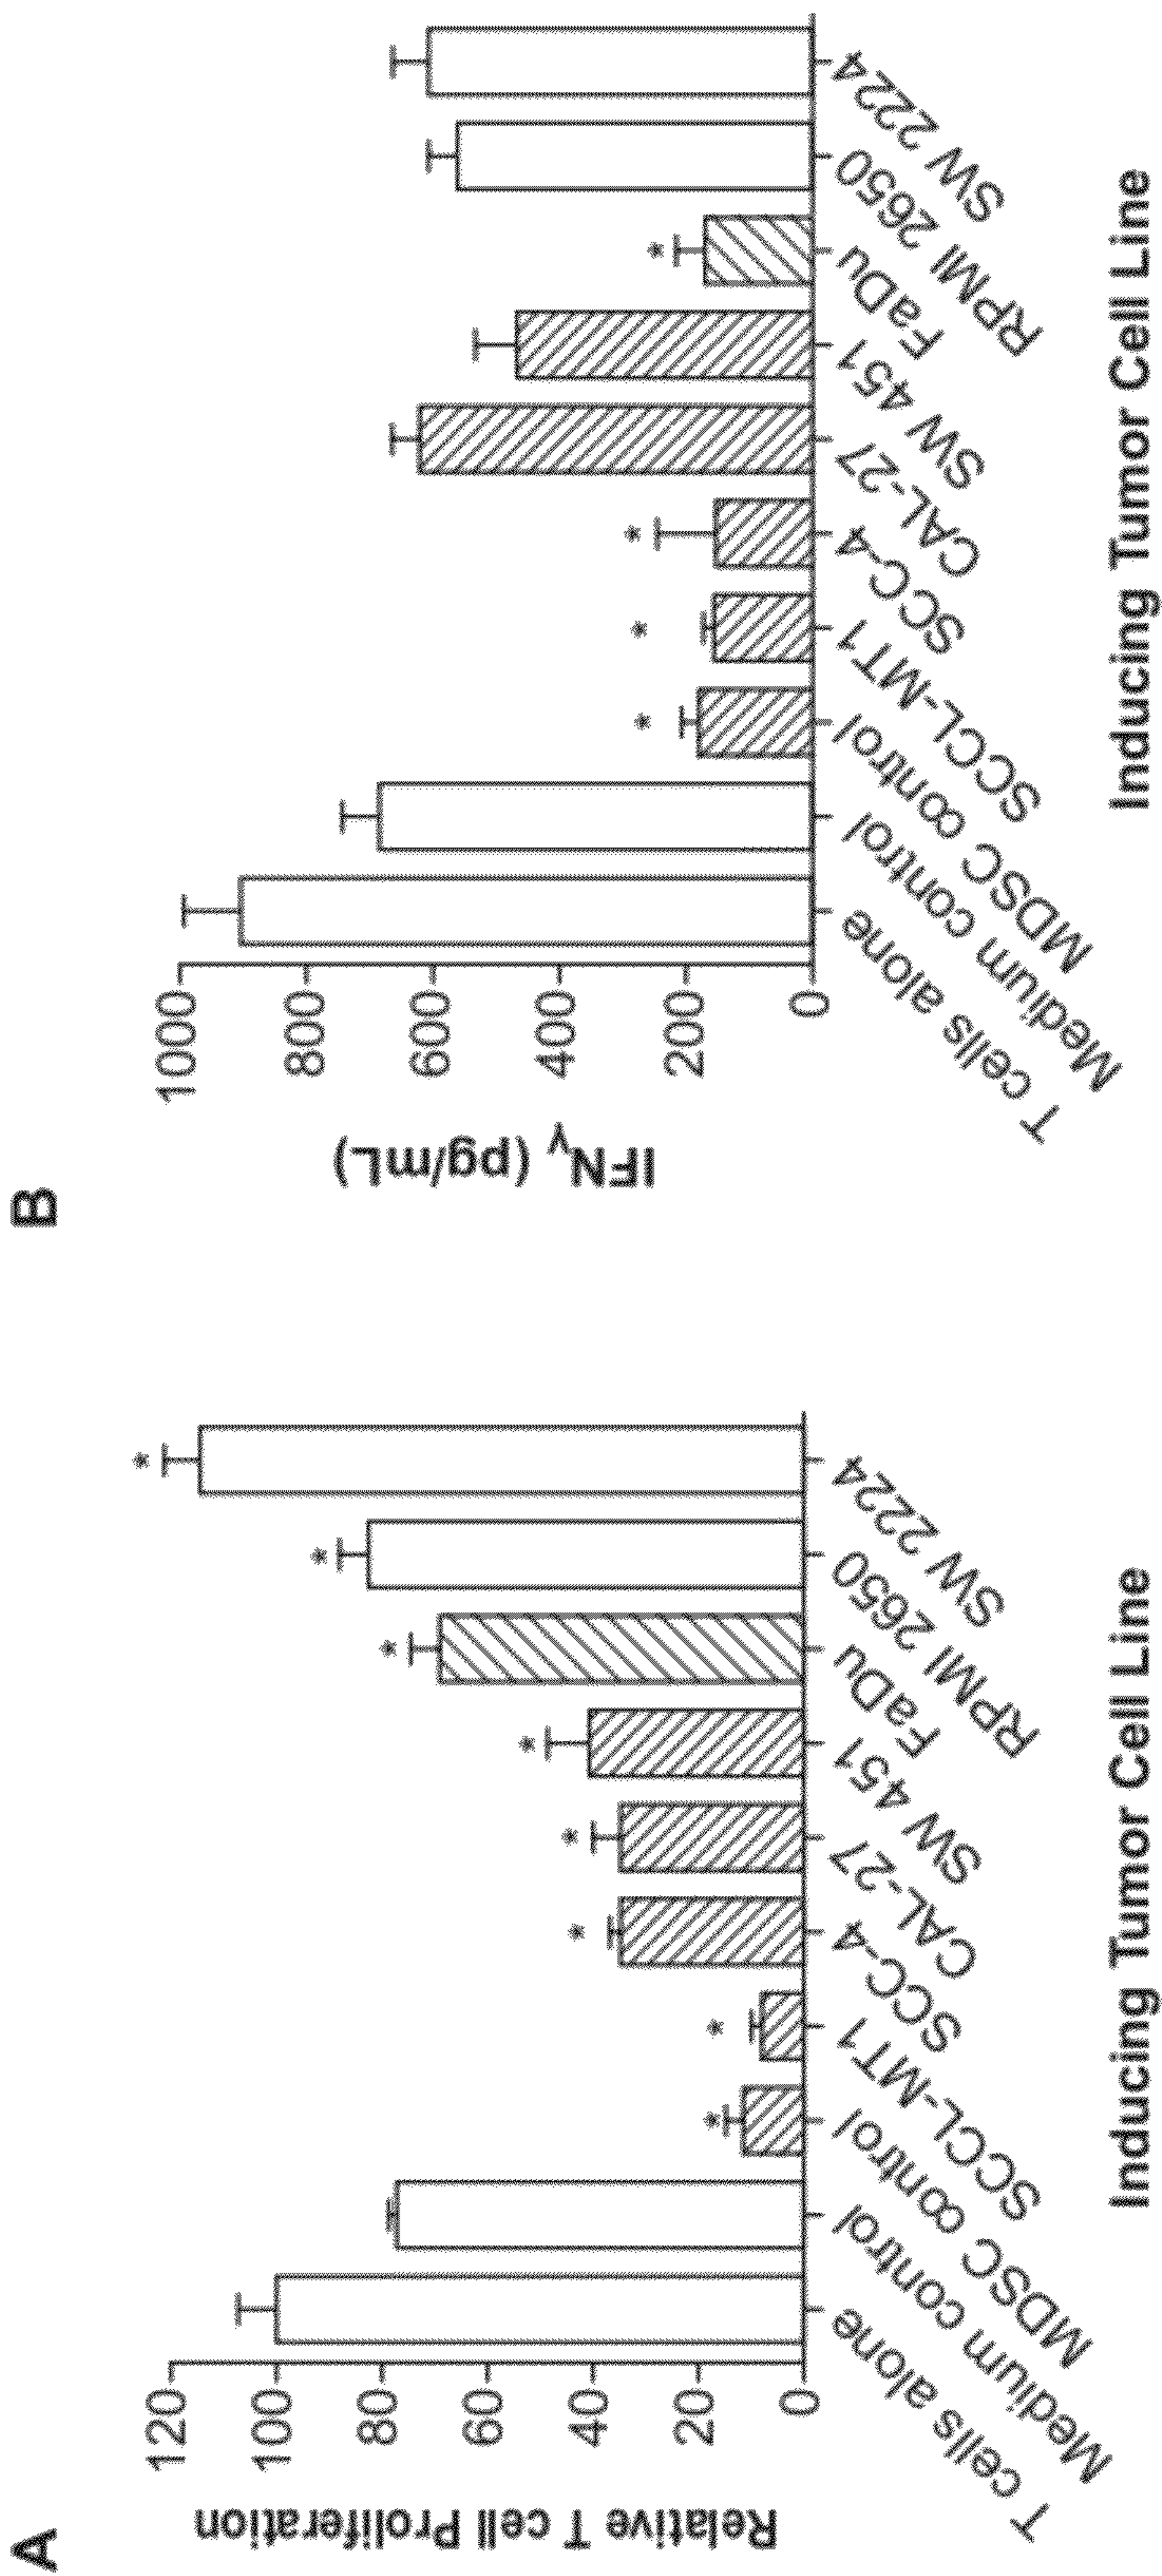 A
Relative T cell Proliferation
120
100
80
60
40
20
0
*
*
*
*
*
*
*
*
T cells alone
Medium control
MDSC control
SCCL-MT1
SCC-4
CAL-27
SW 451
FaDu
RPMI 2650
SW 2224
Inducing Tumor Cell Line
B
IFNγ (pg/mL)
1000
800
600
400
200
0
*
*
*
*
T cells alone
Medium control
MDSC control
SCCL-MT1
SCC-4
CAL-27
SW 451
FaDu
RPMI 2650
SW 2224
Inducing Tumor Cell Line